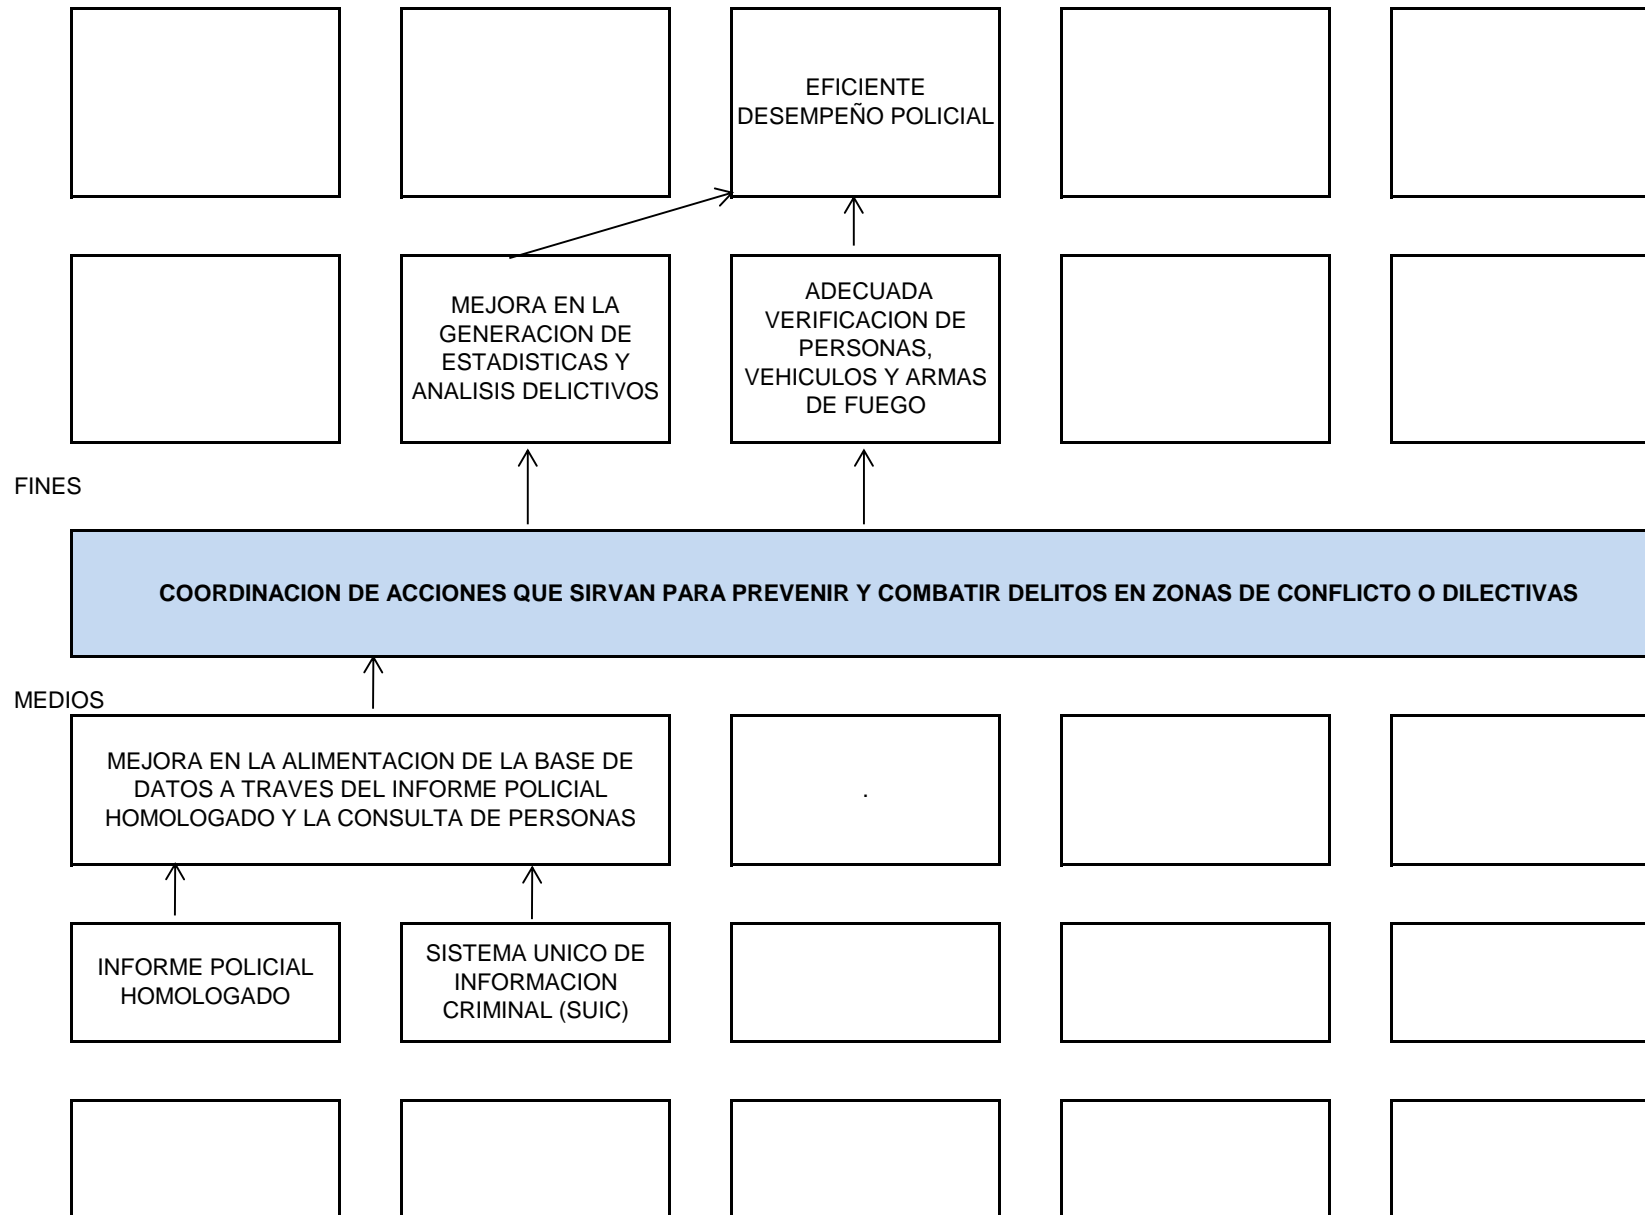 EFICIENTE
DESEMPEÑO POLICIAL
MEJORA EN LA
GENERACION DE
ESTADISTICAS Y
ANALISIS DELICTIVOS
ADECUADA
VERIFICACION DE
PERSONAS,
VEHICULOS Y ARMAS
DE FUEGO
FINES
COORDINACION DE ACCIONES QUE SIRVAN PARA PREVENIR Y COMBATIR DELITOS EN ZONAS DE CONFLICTO O DILECTIVAS
MEDIOS
MEJORA EN LA ALIMENTACION DE LA BASE DE
DATOS A TRAVES DEL INFORME POLICIAL
HOMOLOGADO Y LA CONSULTA DE PERSONAS
.
INFORME POLICIAL
HOMOLOGADO
SISTEMA UNICO DE
INFORMACION
CRIMINAL (SUIC)